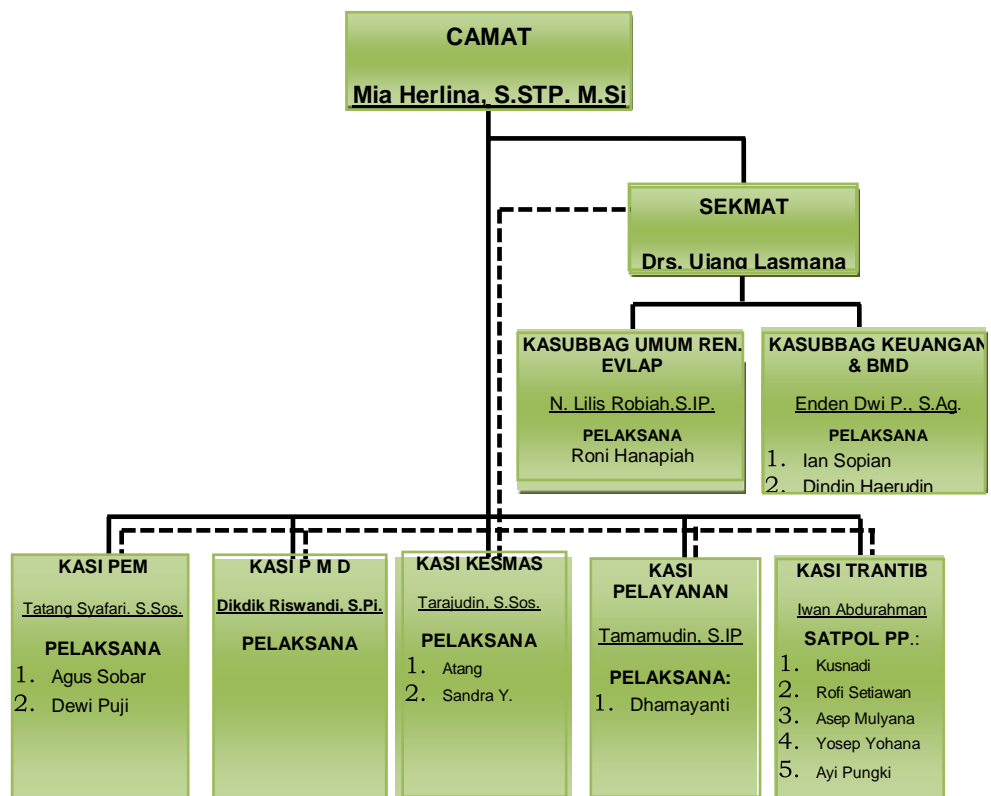 CAMAT
Mia Herlina, S.STP. M.Si
SEKMAT
Drs. Ujang Lasmana
KASUBBAG UMUM REN.
EVLAP
N. Lilis Robiah,S.IP.
PELAKSANA
Roni Hanapiah
KASUBBAG KEUANGAN
& BMD
Enden Dwi P., S.Ag.
PELAKSANA
1. Ian Sopian
2. Dindin Haerudin
KASI PEM
Tatang Syafari. S.Sos.
PELAKSANA
1. Agus Sobar
2. Dewi Puji
KASI P M D
Dikdik Riswandi, S.Pi.
PELAKSANA
KASI KESMAS
Tarajudin, S.Sos.
PELAKSANA
1. Atang
2. Sandra Y.
KASI
PELAYANAN
Tamamudin, S.IP
PELAKSANA:
1. Dhamayanti
KASI TRANTIB
Iwan Abdurahman
SATPOL PP.:
1. Kusnadi
2. Rofi Setiawan
3. Asep Mulyana
4. Yosep Yohana
5. Ayi Pungki